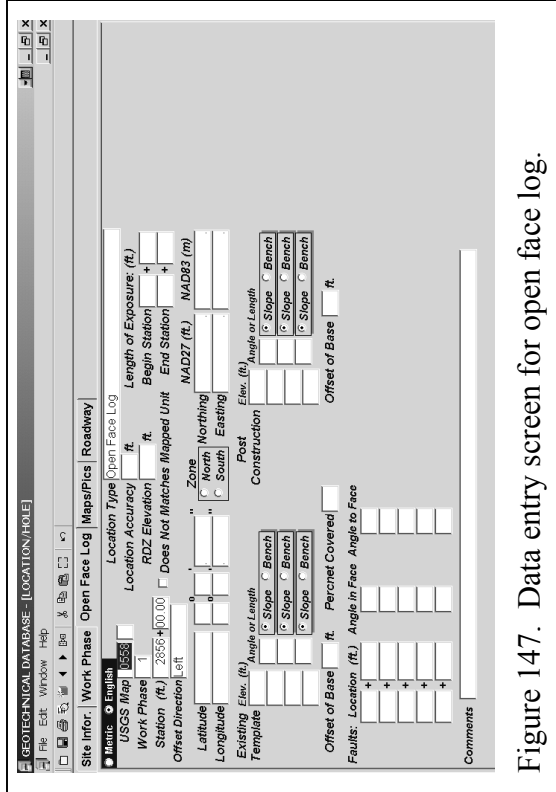 GEOTECHNICAL DATABASE - [LOCATION/HOLE]
File Edit Window Help
Site Infor. Work Phase Open Face Log Maps/Pics Roadway
Metric English
USGS Map 0558
Work Phase 1
Station (ft.) 2856+00.00
Offset Direction Left
Location Type Open Face Log
Location Accuracy ft.
RDZ Elevation ft.
Does Not Matches Mapped Unit
Length of Exposure: (ft.)
Begin Station +
End Station +
Latitude ° ' "
Longitude ° ' "
Zone
North
South
NAD27 (ft.) NAD83 (m)
Northing
Easting
Existing Template
Elev. (ft.) Angle or Length
Slope Bench
Slope Bench
Slope Bench
Offset of Base ft. Percnet Covered
Post Construction
Elev. (ft.) Angle or Length
Slope Bench
Slope Bench
Slope Bench
Offset of Base ft.
Faults: Location (ft.) Angle in Face Angle to Face
+
+
+
+
+
Comments
Figure 147. Data entry screen for open face log.